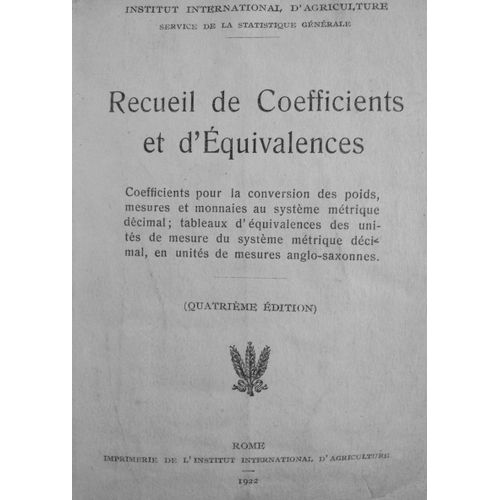 INSTITUT INTERNATIONAL D'AGRICULTURE
SERVICE DE LA STATISTIQUE GÉNÉRALE
Recueil de Coefficients
et d'Équivalences
Coefficients pour la conversion des poids,
mesures et monnaies au système métrique
décimal; tableaux d'équivalences des uni-
tés de mesure du système métrique déci-
mal, en unités de mesures anglo-saxonnes.
(QUATRIÈME ÉDITION)
ROME
IMPRIMERIE DE L'INSTITUT INTERNATIONAL D'AGRICULTURE
1922